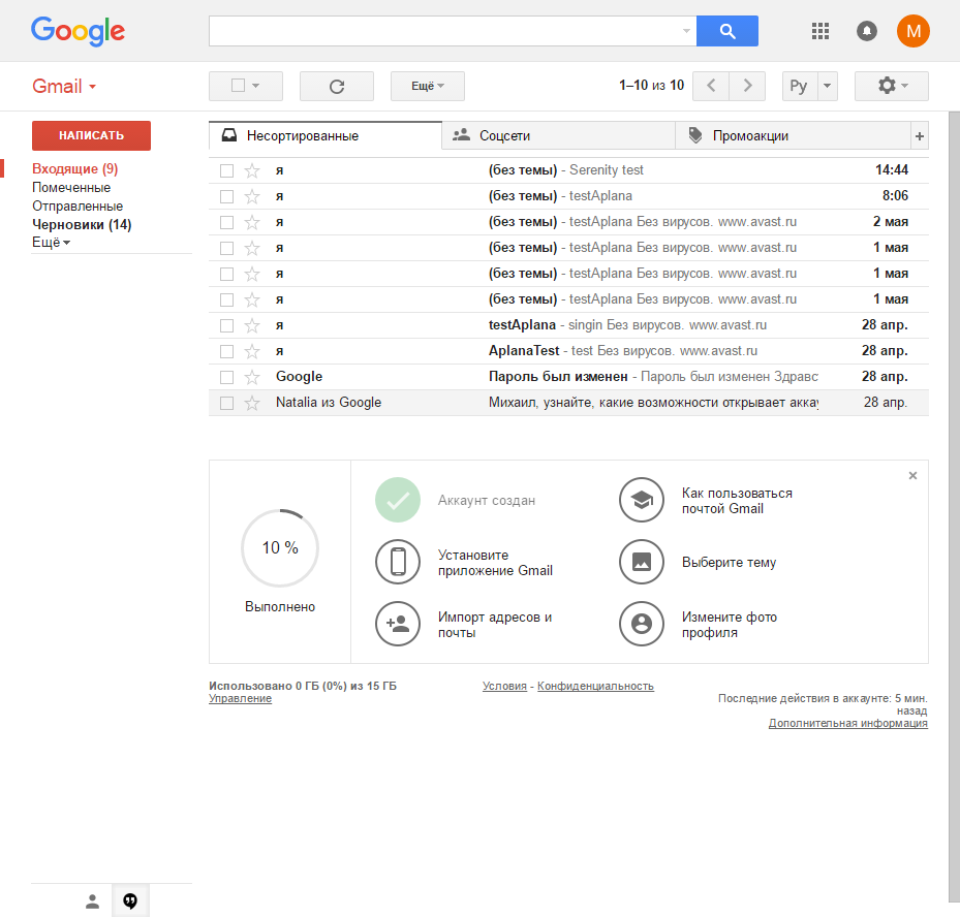 Google
M
Gmail
Ещё
1–10 из 10
Ру
НАПИСАТЬ
Входящие (9)
Помеченные
Отправленные
Черновики (14)
Ещё
Несортированные
Соцсети
Промоакции
+
я (без темы) - Serenity test 14:44
я (без темы) - testAplana 8:06
я (без темы) - testAplana Без вирусов. www.avast.ru 2 мая
я (без темы) - testAplana Без вирусов. www.avast.ru 1 мая
я (без темы) - testAplana Без вирусов. www.avast.ru 1 мая
я (без темы) - testAplana Без вирусов. www.avast.ru 1 мая
я testAplana - singin Без вирусов. www.avast.ru 28 апр.
я AplanaTest - test Без вирусов. www.avast.ru 28 апр.
Google Пароль был изменен - Пароль был изменен Здравс 28 апр.
Natalia из Google Михаил, узнайте, какие возможности открывает акка 28 апр.
10 %
Выполнено
Аккаунт создан
Как пользоваться
почтой Gmail
Установите
приложение Gmail
Выберите тему
Импорт адресов и
почты
Измените фото
профиля
Использовано 0 ГБ (0%) из 15 ГБ
Управление
Условия - Конфиденциальность
Последние действия в аккаунте: 5 мин.
назад
Дополнительная информация